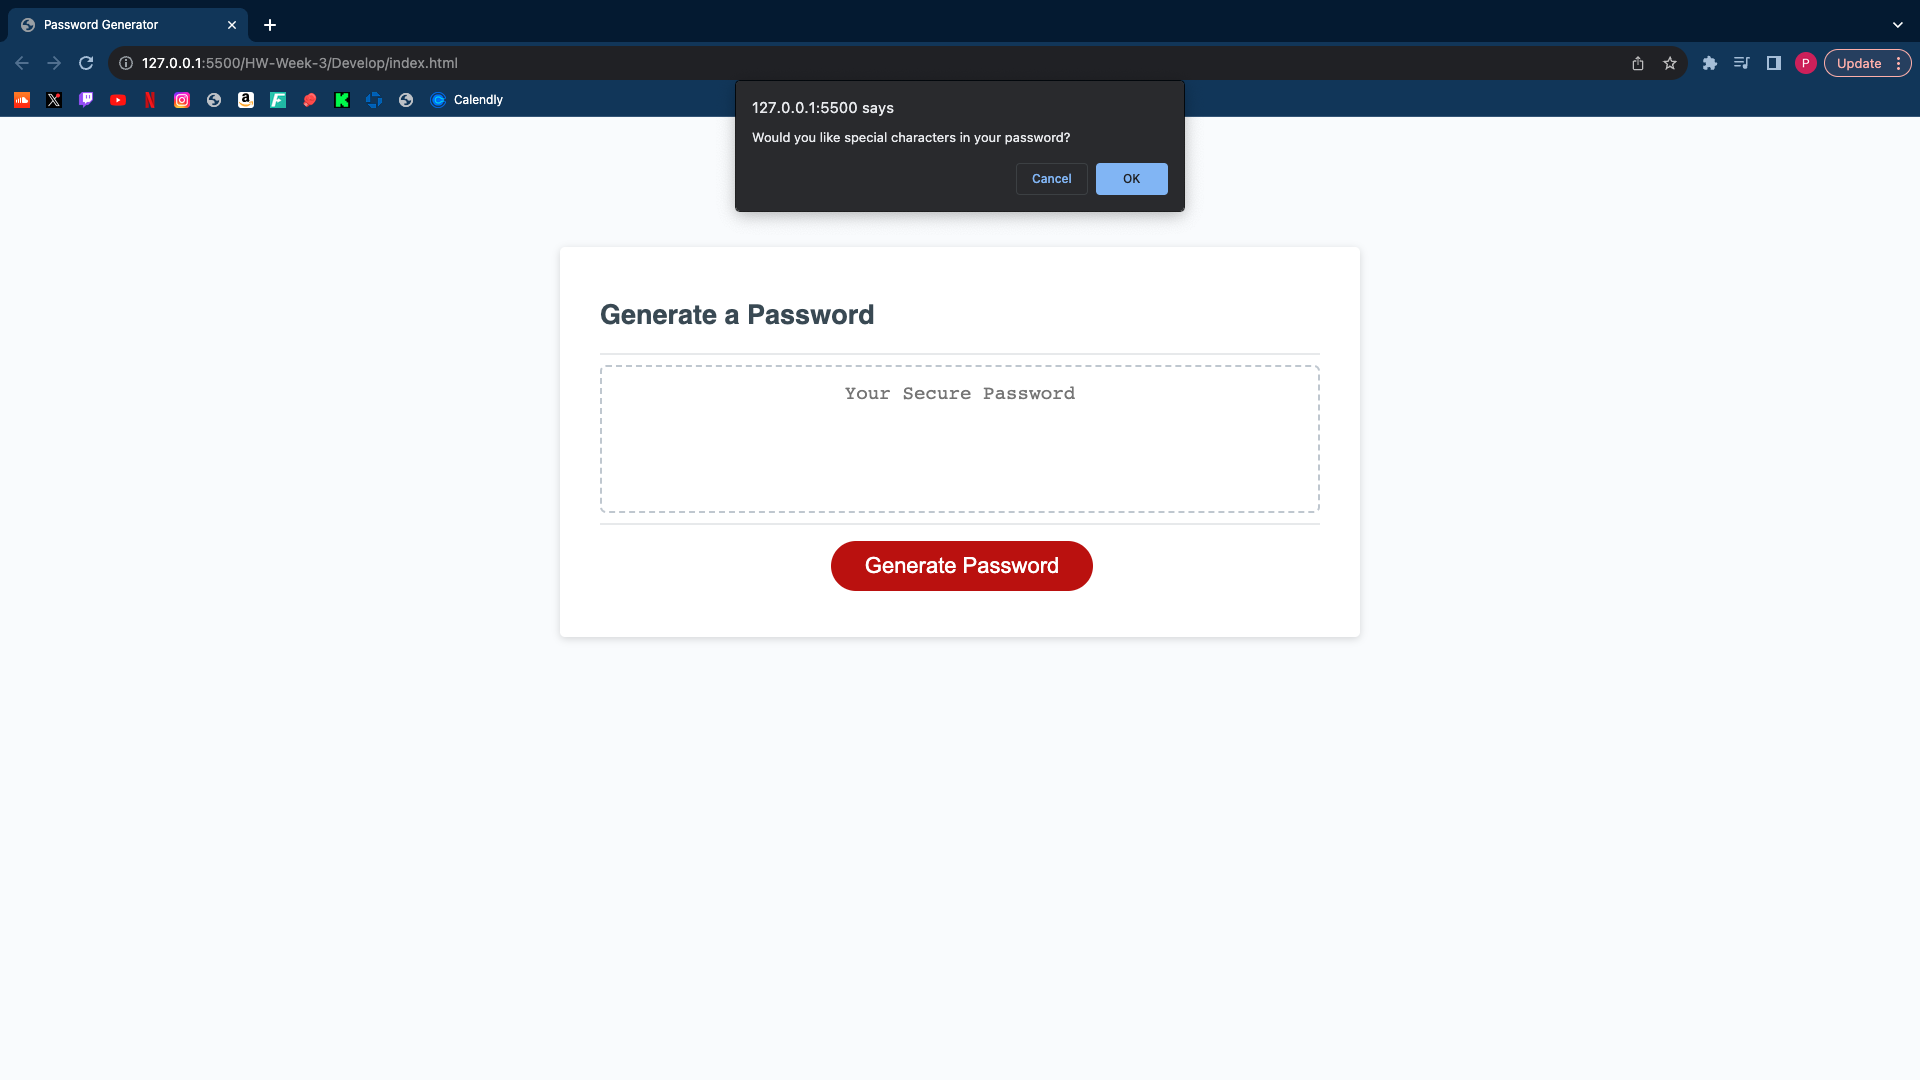 Password Generator
127.0.0.1:5500/HW-Week-3/Develop/index.html
P
Update
Calendly
127.0.0.1:5500 says
Would you like special characters in your password?
Cancel
OK
Generate a Password
Your Secure Password
Generate Password